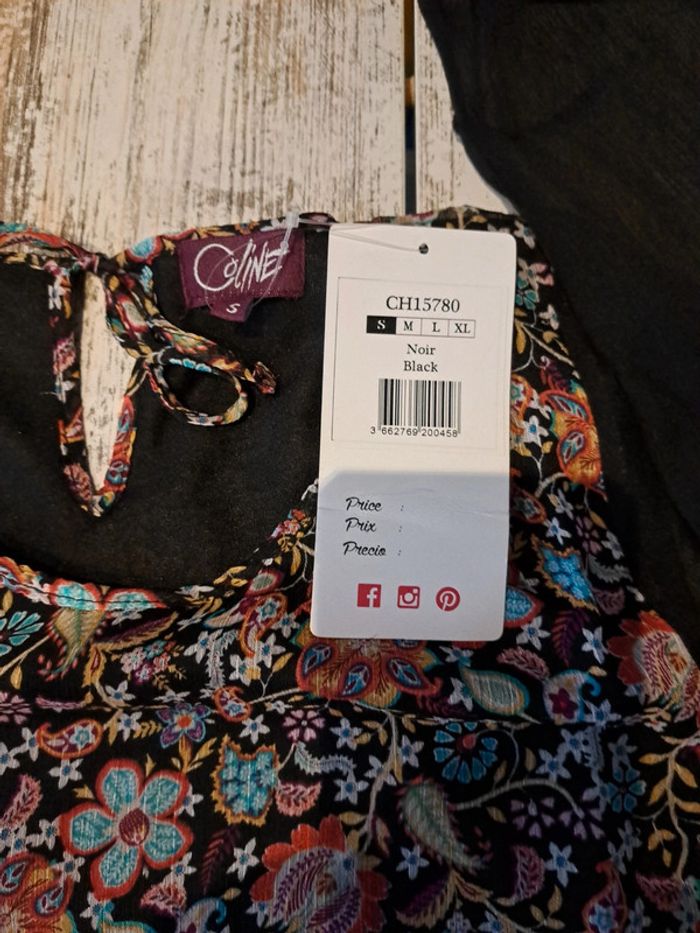 Coline
S
CH15780
S M L XL
Noir
Black
3 662769 200458
Price :
Prix :
Precio :